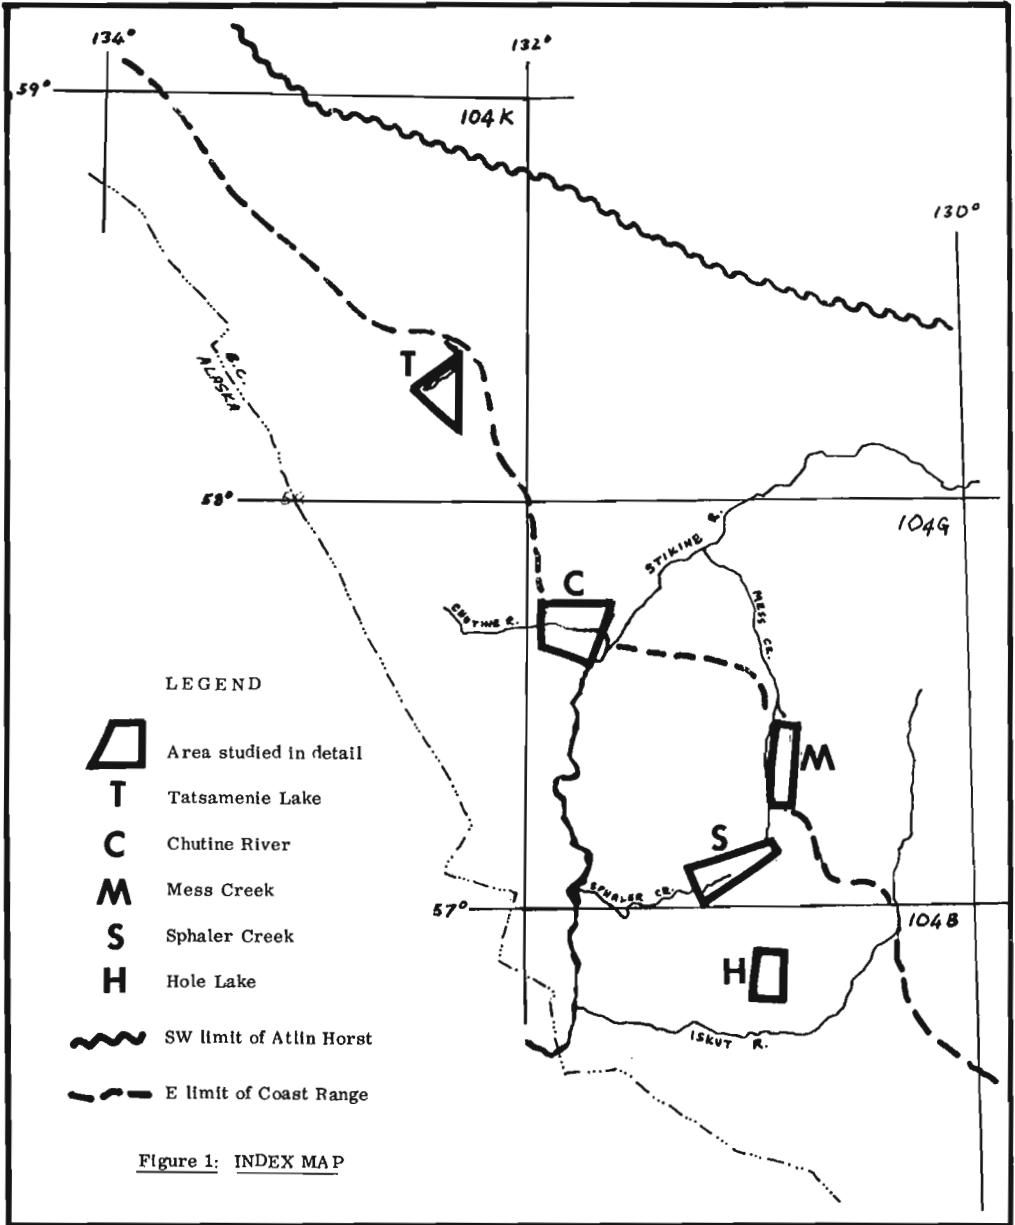 134°
132°
59°
104K
130°
T
B.C.
ALASKA
58°
104G
STIKINE R.
C
CHUTINE R.
MESS CR.
M
S
SPHALER CR.
57°
104B
H
ISKUT R.
LEGEND
Area studied in detail
T Tatsamenie Lake
C Chutine River
M Mess Creek
S Sphaler Creek
H Hole Lake
SW limit of Atlin Horst
E limit of Coast Range
Figure 1: INDEX MAP